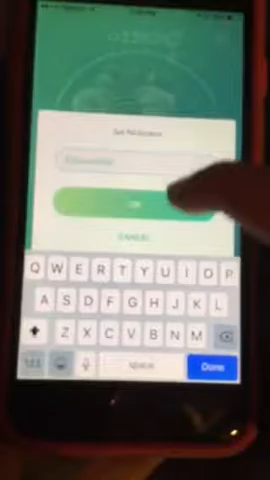 Set Nickname
OK
CANCEL
Q W E R T Y U I O P
A S D F G H J K L
Z X C V B N M
123
space
Done